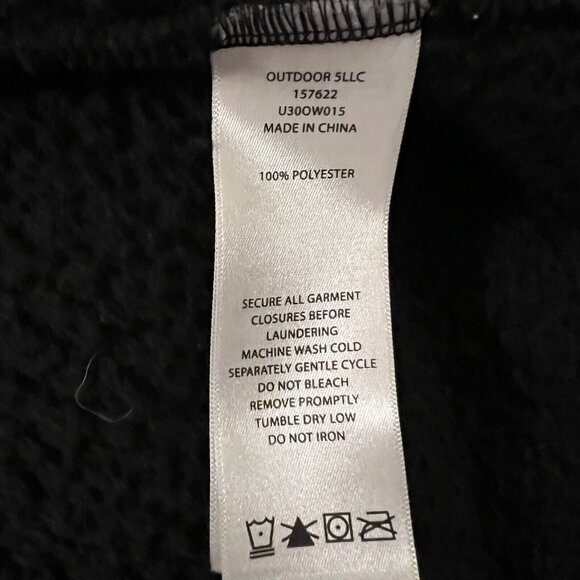 OUTDOOR 5LLC
157622
U30OW015
MADE IN CHINA
100% POLYESTER
SECURE ALL GARMENT
CLOSURES BEFORE
LAUNDERING
MACHINE WASH COLD
SEPARATELY GENTLE CYCLE
DO NOT BLEACH
REMOVE PROMPTLY
TUMBLE DRY LOW
DO NOT IRON